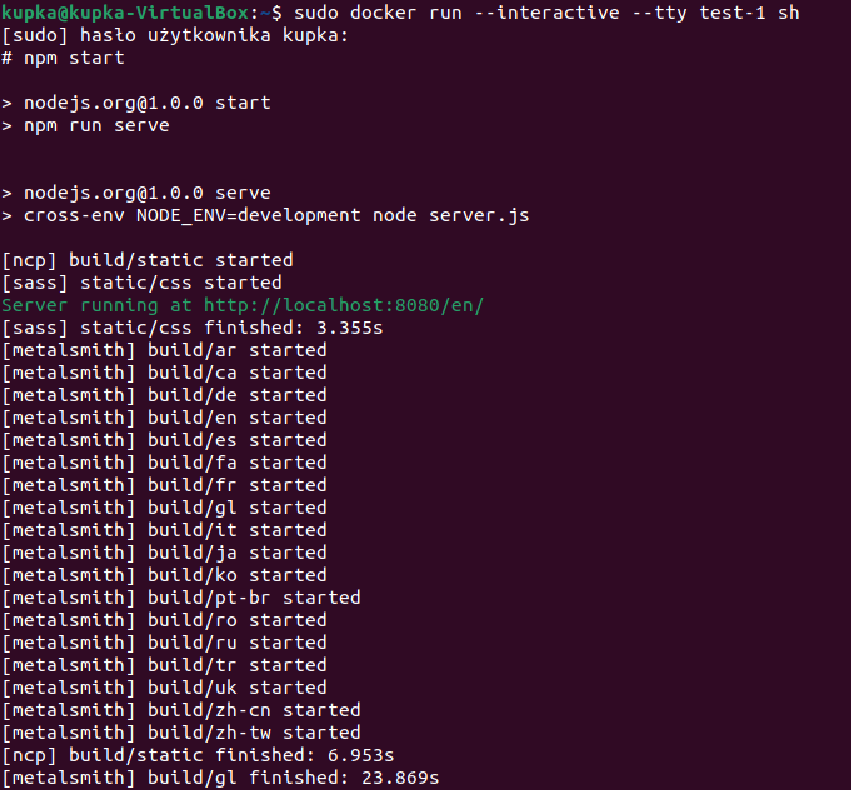 kupka@kupka-VirtualBox:~$ sudo docker run --interactive --tty test-1 sh
[sudo] hasło użytkownika kupka:
# npm start
> nodejs.org@1.0.0 start
> npm run serve
> nodejs.org@1.0.0 serve
> cross-env NODE_ENV=development node server.js
[ncp] build/static started
[sass] static/css started
Server running at http://localhost:8080/en/
[sass] static/css finished: 3.355s
[metalsmith] build/ar started
[metalsmith] build/ca started
[metalsmith] build/de started
[metalsmith] build/en started
[metalsmith] build/es started
[metalsmith] build/fa started
[metalsmith] build/fr started
[metalsmith] build/gl started
[metalsmith] build/it started
[metalsmith] build/ja started
[metalsmith] build/ko started
[metalsmith] build/pt-br started
[metalsmith] build/ro started
[metalsmith] build/ru started
[metalsmith] build/tr started
[metalsmith] build/uk started
[metalsmith] build/zh-cn started
[metalsmith] build/zh-tw started
[ncp] build/static finished: 6.953s
[metalsmith] build/gl finished: 23.869s